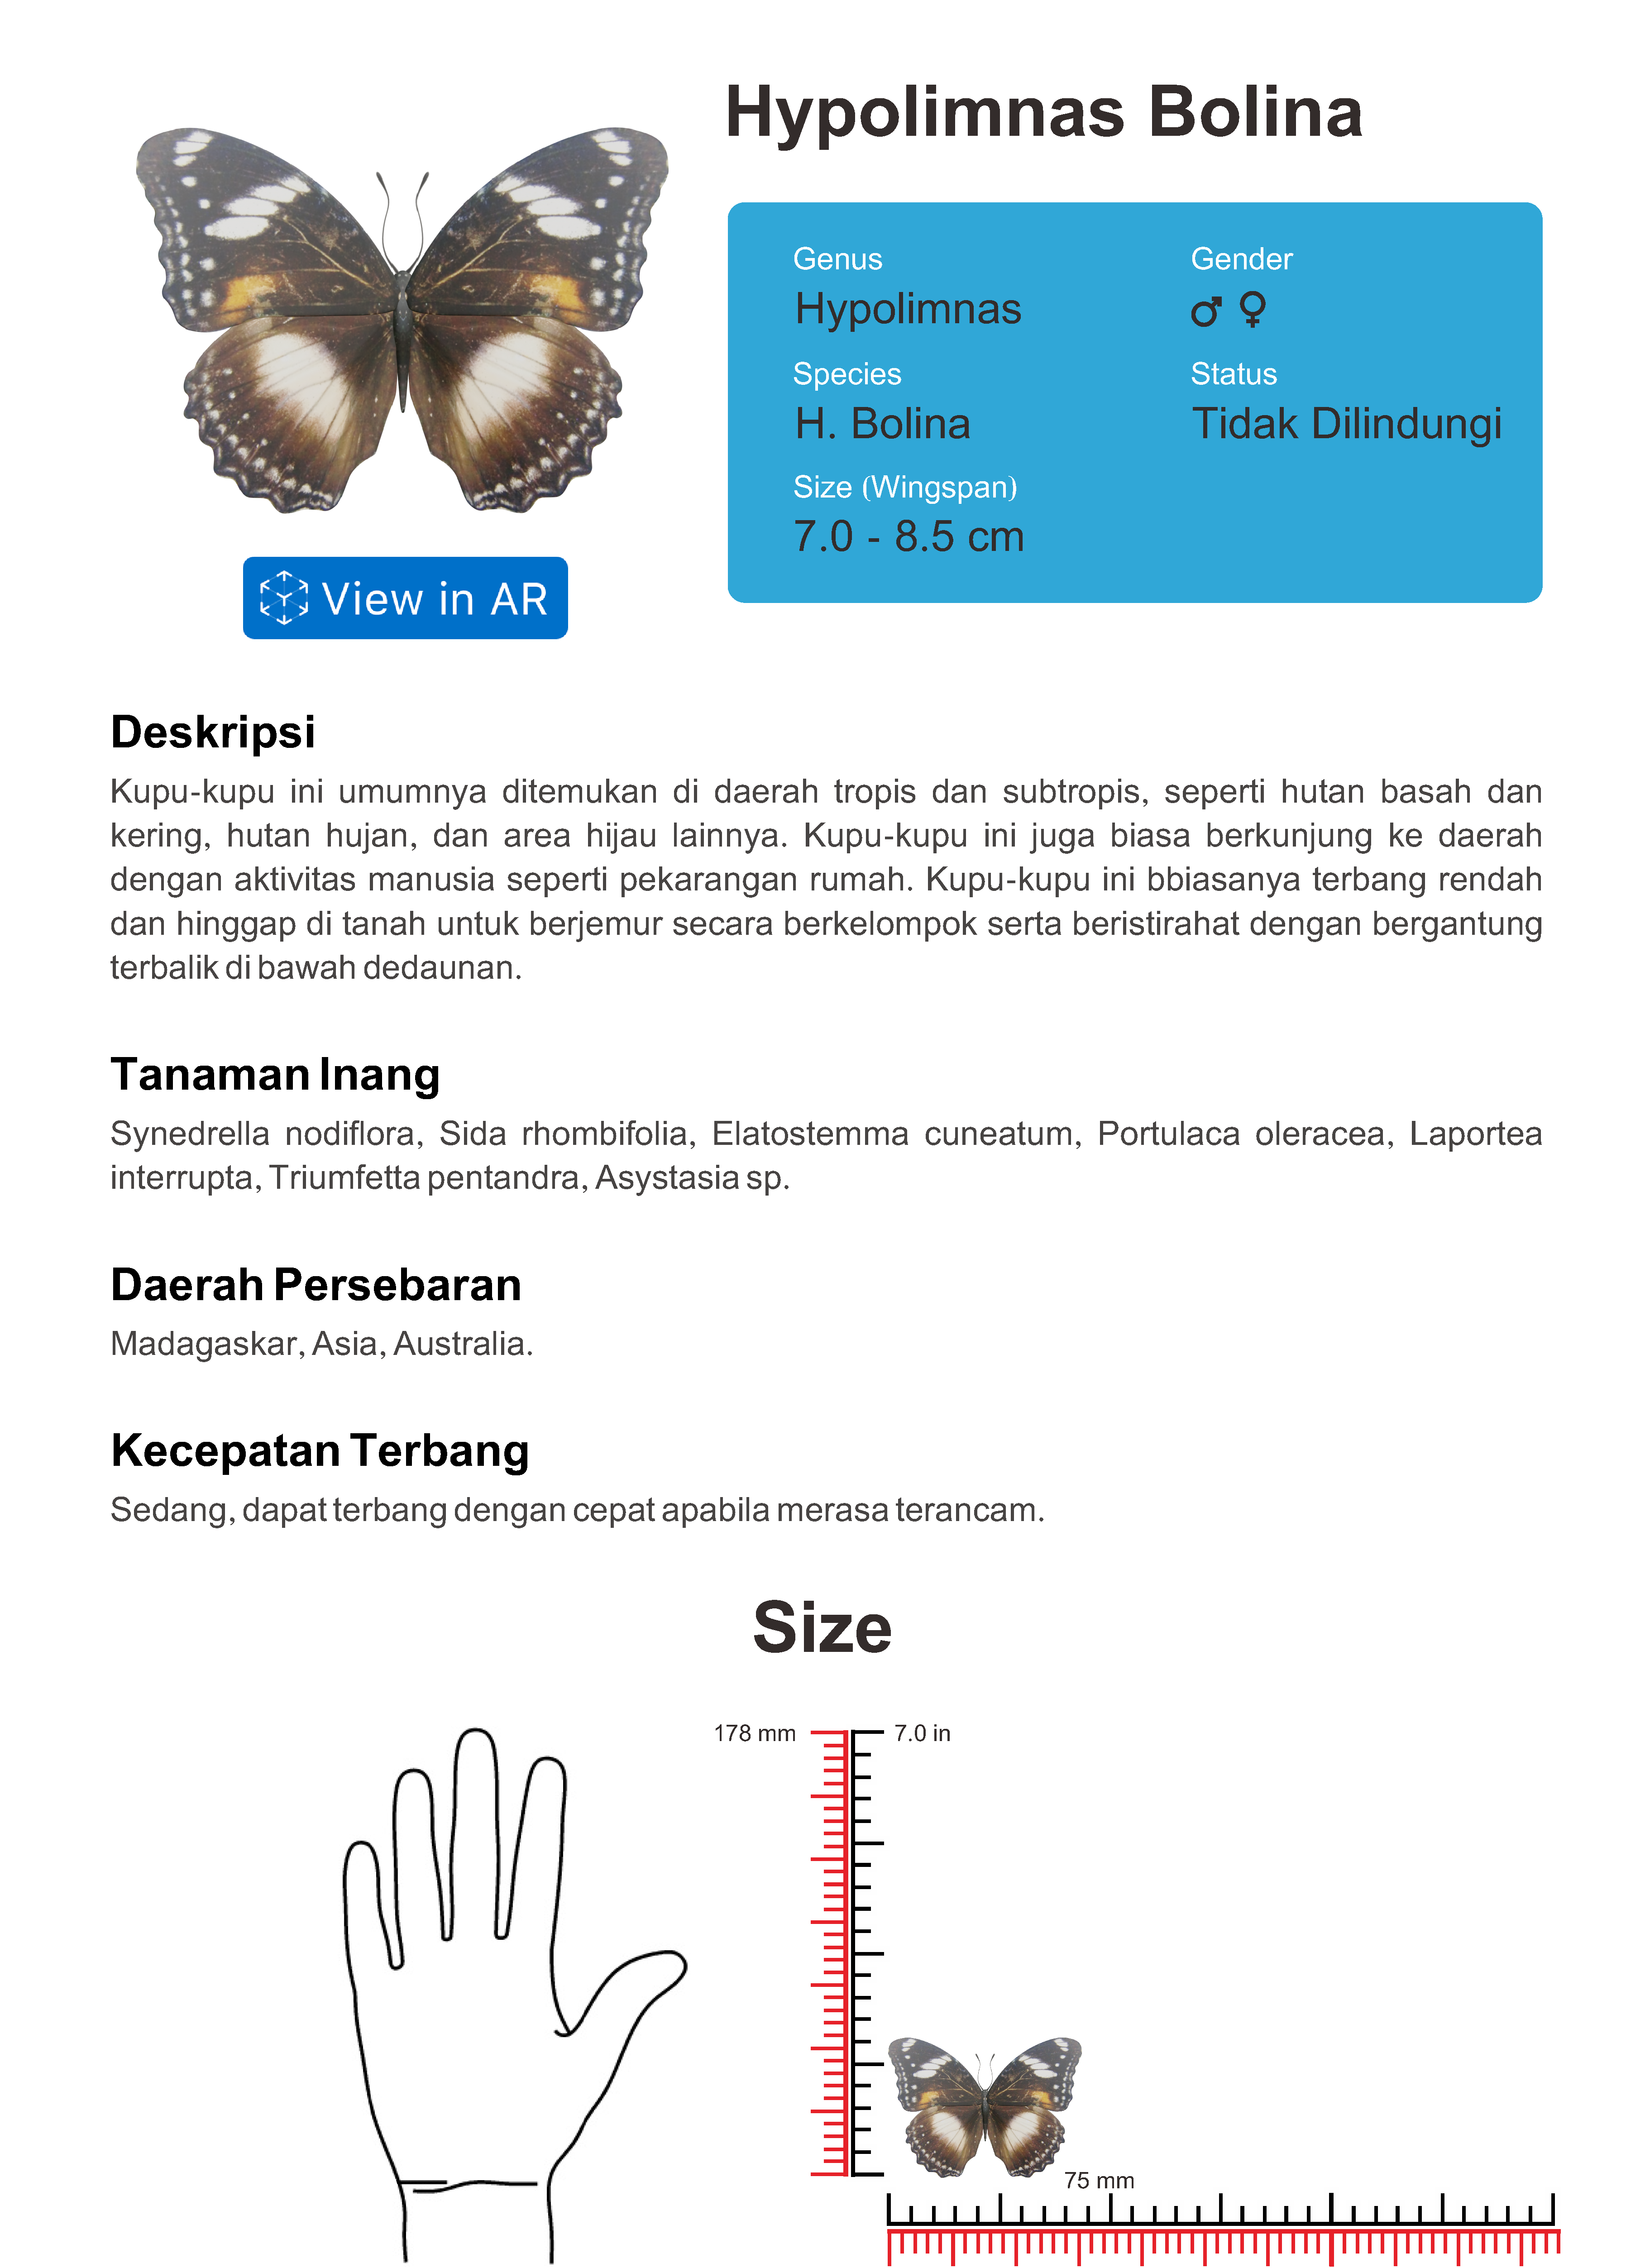 Hypolimnas Bolina
Genus
Hypolimnas
Gender
♂ ♀
Species
H. Bolina
Status
Tidak Dilindungi
Size (Wingspan)
7.0 - 8.5 cm
View in AR
Deskripsi
Kupu-kupu ini umumnya ditemukan di daerah tropis dan subtropis, seperti hutan basah dan
kering, hutan hujan, dan area hijau lainnya. Kupu-kupu ini juga biasa berkunjung ke daerah
dengan aktivitas manusia seperti pekarangan rumah. Kupu-kupu ini bbiasanya terbang rendah
dan hinggap di tanah untuk berjemur secara berkelompok serta beristirahat dengan bergantung
terbalik di bawah dedaunan.
Tanaman Inang
Synedrella nodiflora, Sida rhombifolia, Elatostemma cuneatum, Portulaca oleracea, Laportea
interrupta, Triumfetta pentandra, Asystasia sp.
Daerah Persebaran
Madagaskar, Asia, Australia.
Kecepatan Terbang
Sedang, dapat terbang dengan cepat apabila merasa terancam.
Size
178 mm
7.0 in
75 mm